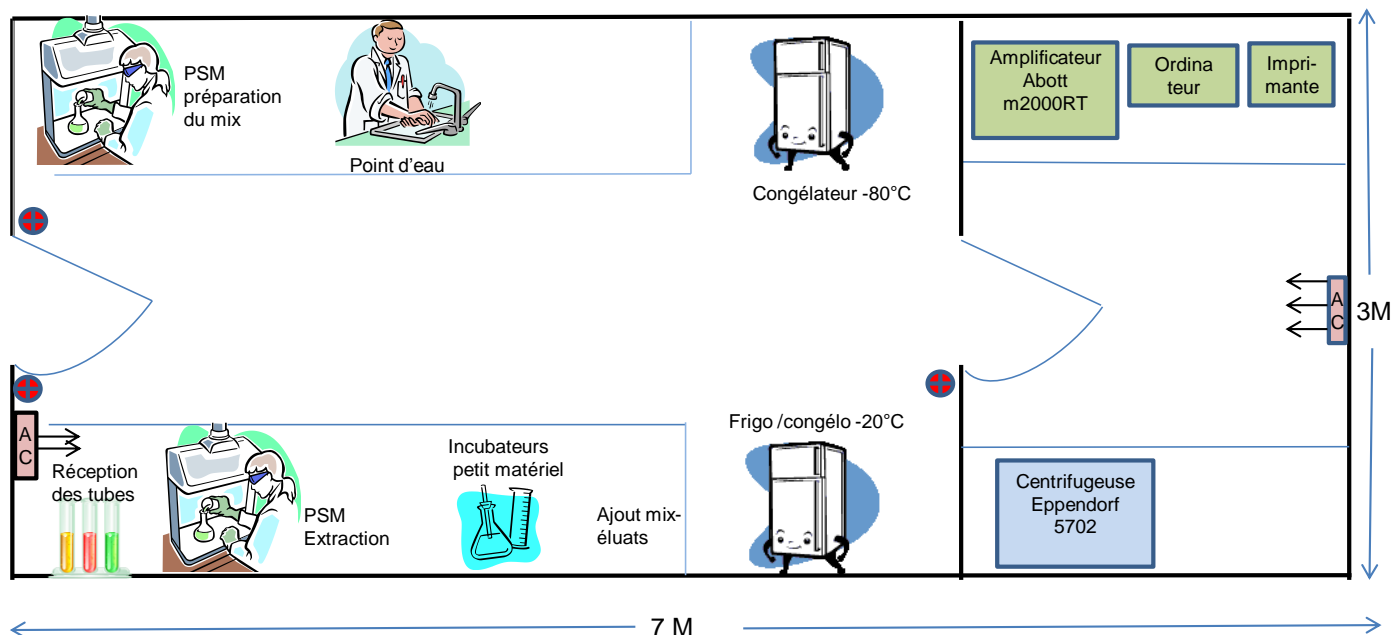 PSM
préparation
du mix
Point d'eau
Congélateur -80°C
Amplificateur
Abott
m2000RT
Ordina
teur
Impri-
mante
A
C
3M
A
C
Réception
des tubes
PSM
Extraction
Incubateurs
petit matériel
Ajout mix-
éluats
Frigo /congélo -20°C
Centrifugeuse
Eppendorf
5702
7 M